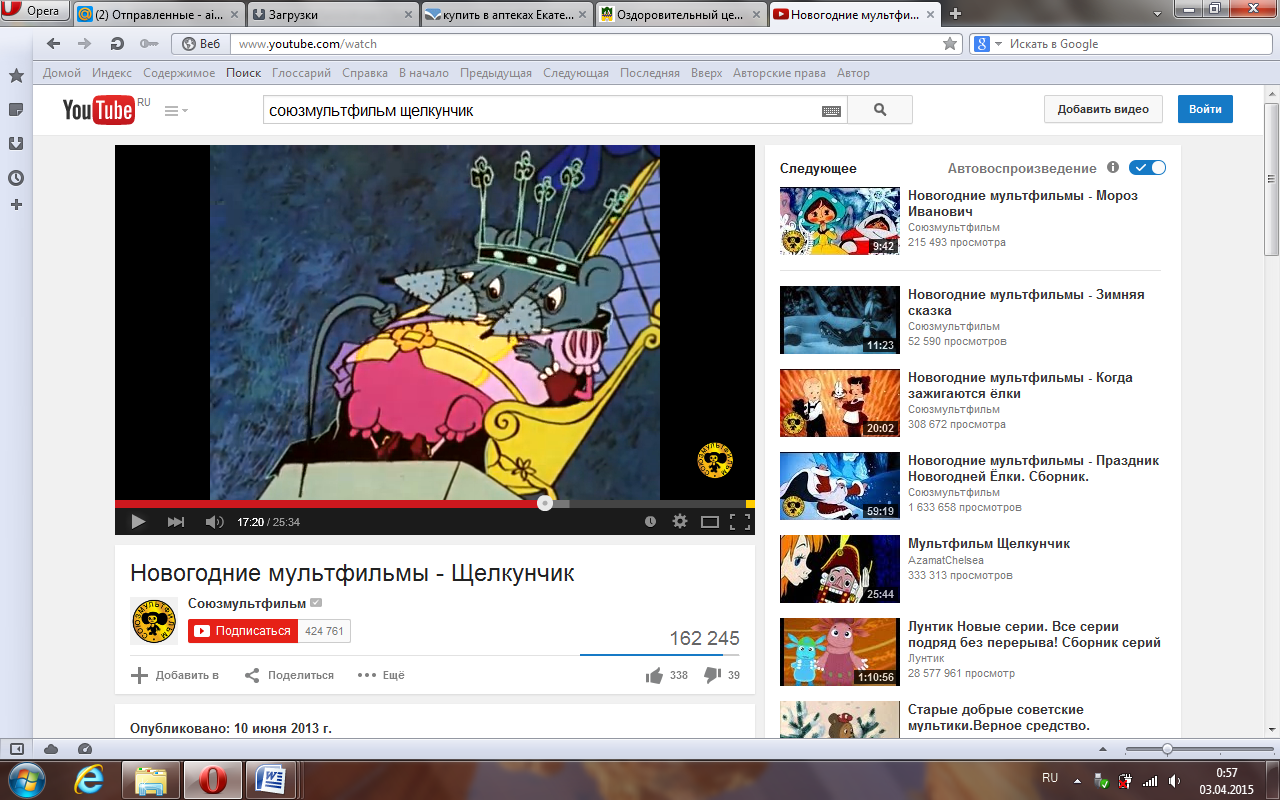 Opera
(2) Отправленные - ai...
Загрузки
купить в аптеках Екате...
Оздоровительный це...
Новогодние мультфи...
Веб
www.youtube.com/watch
Искать в Google
Домой Индекс Содержимое Поиск Глоссарий Справка В начало Предыдущая Следующая Последняя Вверх Авторские права Автор
YouTube RU
союзмультфильм щелкунчик
Добавить видео
Войти
СОЮЗМУЛЬТФИЛЬМ
17:20 / 25:34
Новогодние мультфильмы - Щелкунчик
СОЮЗМУЛЬТФИЛЬМ
Союзмультфильм
Подписаться 424 761
162 245
Добавить в Поделиться Ещё
338 39
Опубликовано: 10 июня 2013 г.
Следующее
Автовоспроизведение
9:42
Новогодние мультфильмы - Мороз
Иванович
Союзмультфильм
215 493 просмотра
11:23
Новогодние мультфильмы - Зимняя
сказка
Союзмультфильм
52 590 просмотров
20:02
Новогодние мультфильмы - Когда
зажигаются ёлки
Союзмультфильм
308 672 просмотра
59:19
Новогодние мультфильмы - Праздник
Новогодней Ёлки. Сборник.
Союзмультфильм
1 633 658 просмотров
25:44
Мультфильм Щелкунчик
AzamatChelsea
333 313 просмотров
1:10:56
Лунтик Новые серии. Все серии
подряд без перерыва! Сборник серий
Лунтик
28 577 961 просмотр
Старые добрые советские
мультики.Верное средство.
RU
0:57
03.04.2015